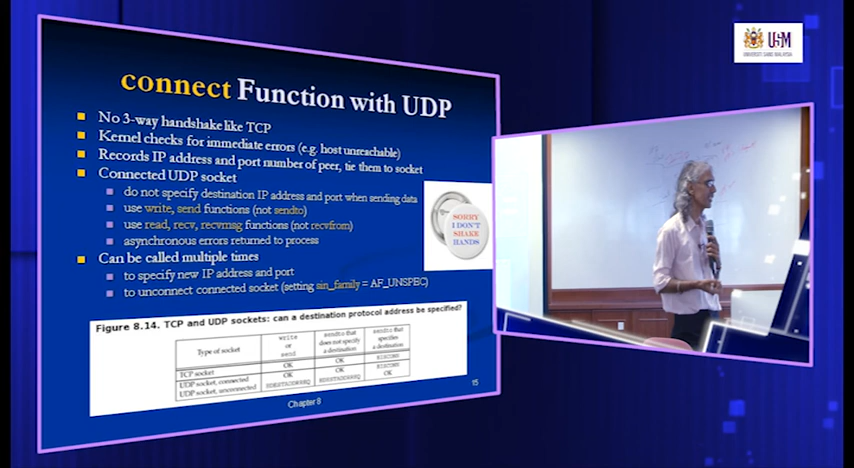 USM
UNIVERSITI SAINS MALAYSIA
connect Function with UDP
No 3-way handshake like TCP
Kernel checks for immediate errors (e.g. host unreachable)
Records IP address and port number of peer, tie them to socket
Connected UDP socket
do not specify destination IP address and port when sending data
use write, send functions (not sendto)
use read, recv, recvmsg functions (not recvfrom)
asynchronous errors returned to process
Can be called multiple times
to specify new IP address and port
to unconnect connected socket (setting sin_family = AF_UNSPEC)
SORRY
I DON'T
SHAKE
HANDS
Figure 8.14. TCP and UDP sockets: can a destination protocol address be specified?
Type of socket
write
or
send
sendto that
does not specify
a destination
sendto that
specifies
a destination
TCP socket OK OK EISCONN
UDP socket, connected OK OK EISCONN
UDP socket, unconnected EDESTADDRREQ EDESTADDRREQ OK
Chapter 8
15